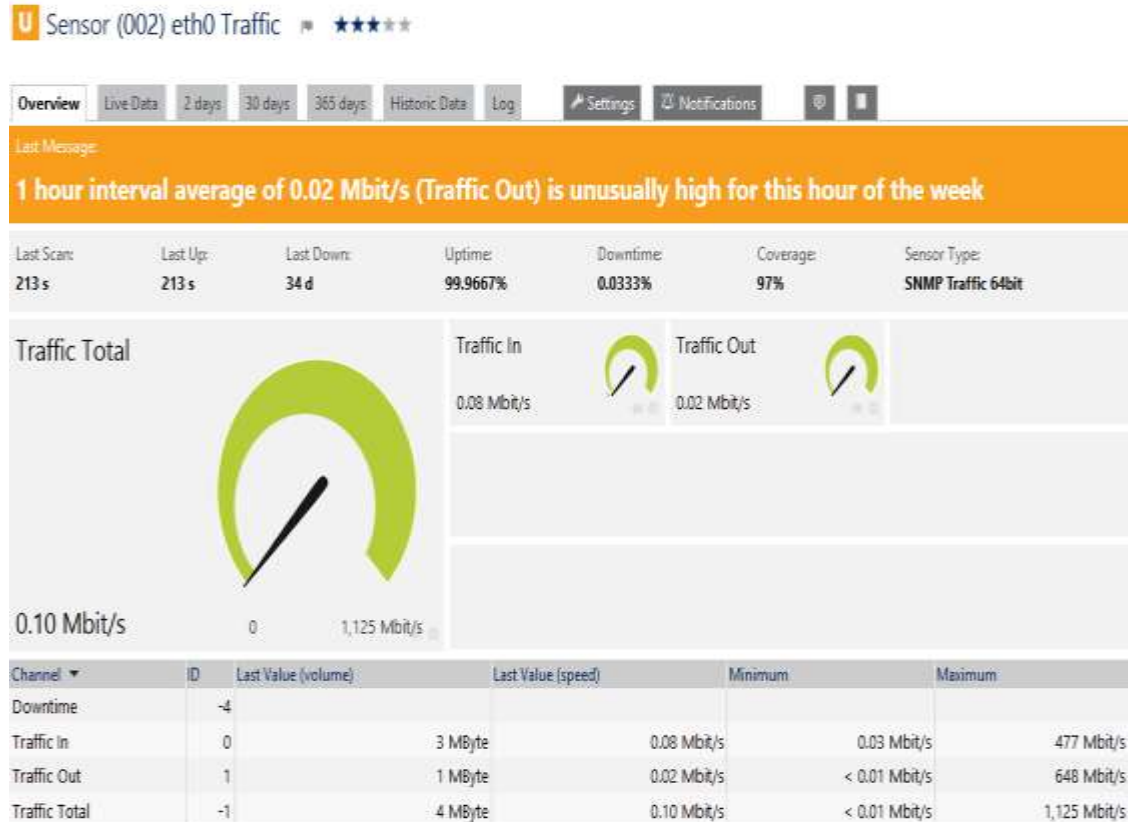 U Sensor (002) eth0 Traffic
Overview Live Data 2 days 30 days 365 days Historic Data Log Settings Notifications
Last Message:
1 hour interval average of 0.02 Mbit/s (Traffic Out) is unusually high for this hour of the week
Last Scan: Last Up: Last Down: Uptime: Downtime: Coverage: Sensor Type:
213 s 213 s 34 d 99.9667% 0.0333% 97% SNMP Traffic 64bit
Traffic Total Traffic In Traffic Out
0.08 Mbit/s 0.02 Mbit/s
0.10 Mbit/s 0 1,125 Mbit/s
Channel ID Last Value (volume) Last Value (speed) Minimum Maximum
Downtime -4
Traffic In 0 3 MByte 0.08 Mbit/s 0.03 Mbit/s 477 Mbit/s
Traffic Out 1 1 MByte 0.02 Mbit/s < 0.01 Mbit/s 648 Mbit/s
Traffic Total -1 4 MByte 0.10 Mbit/s < 0.01 Mbit/s 1,125 Mbit/s